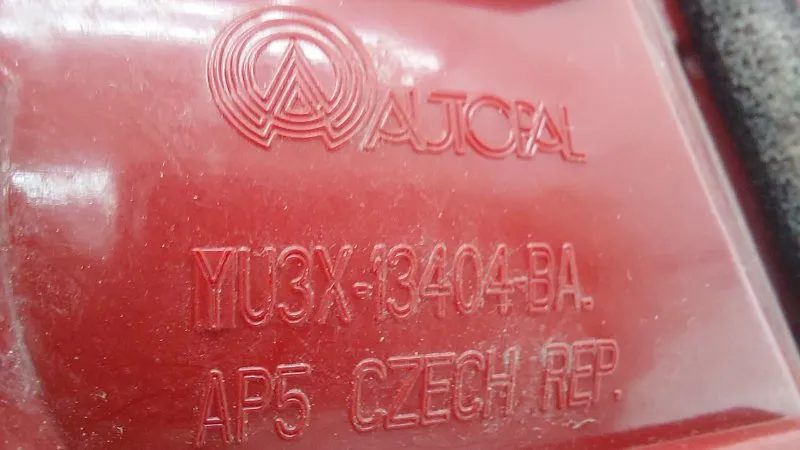 AUTOPAL
YU3X-13404-BA.
AP5 CZECH REP.